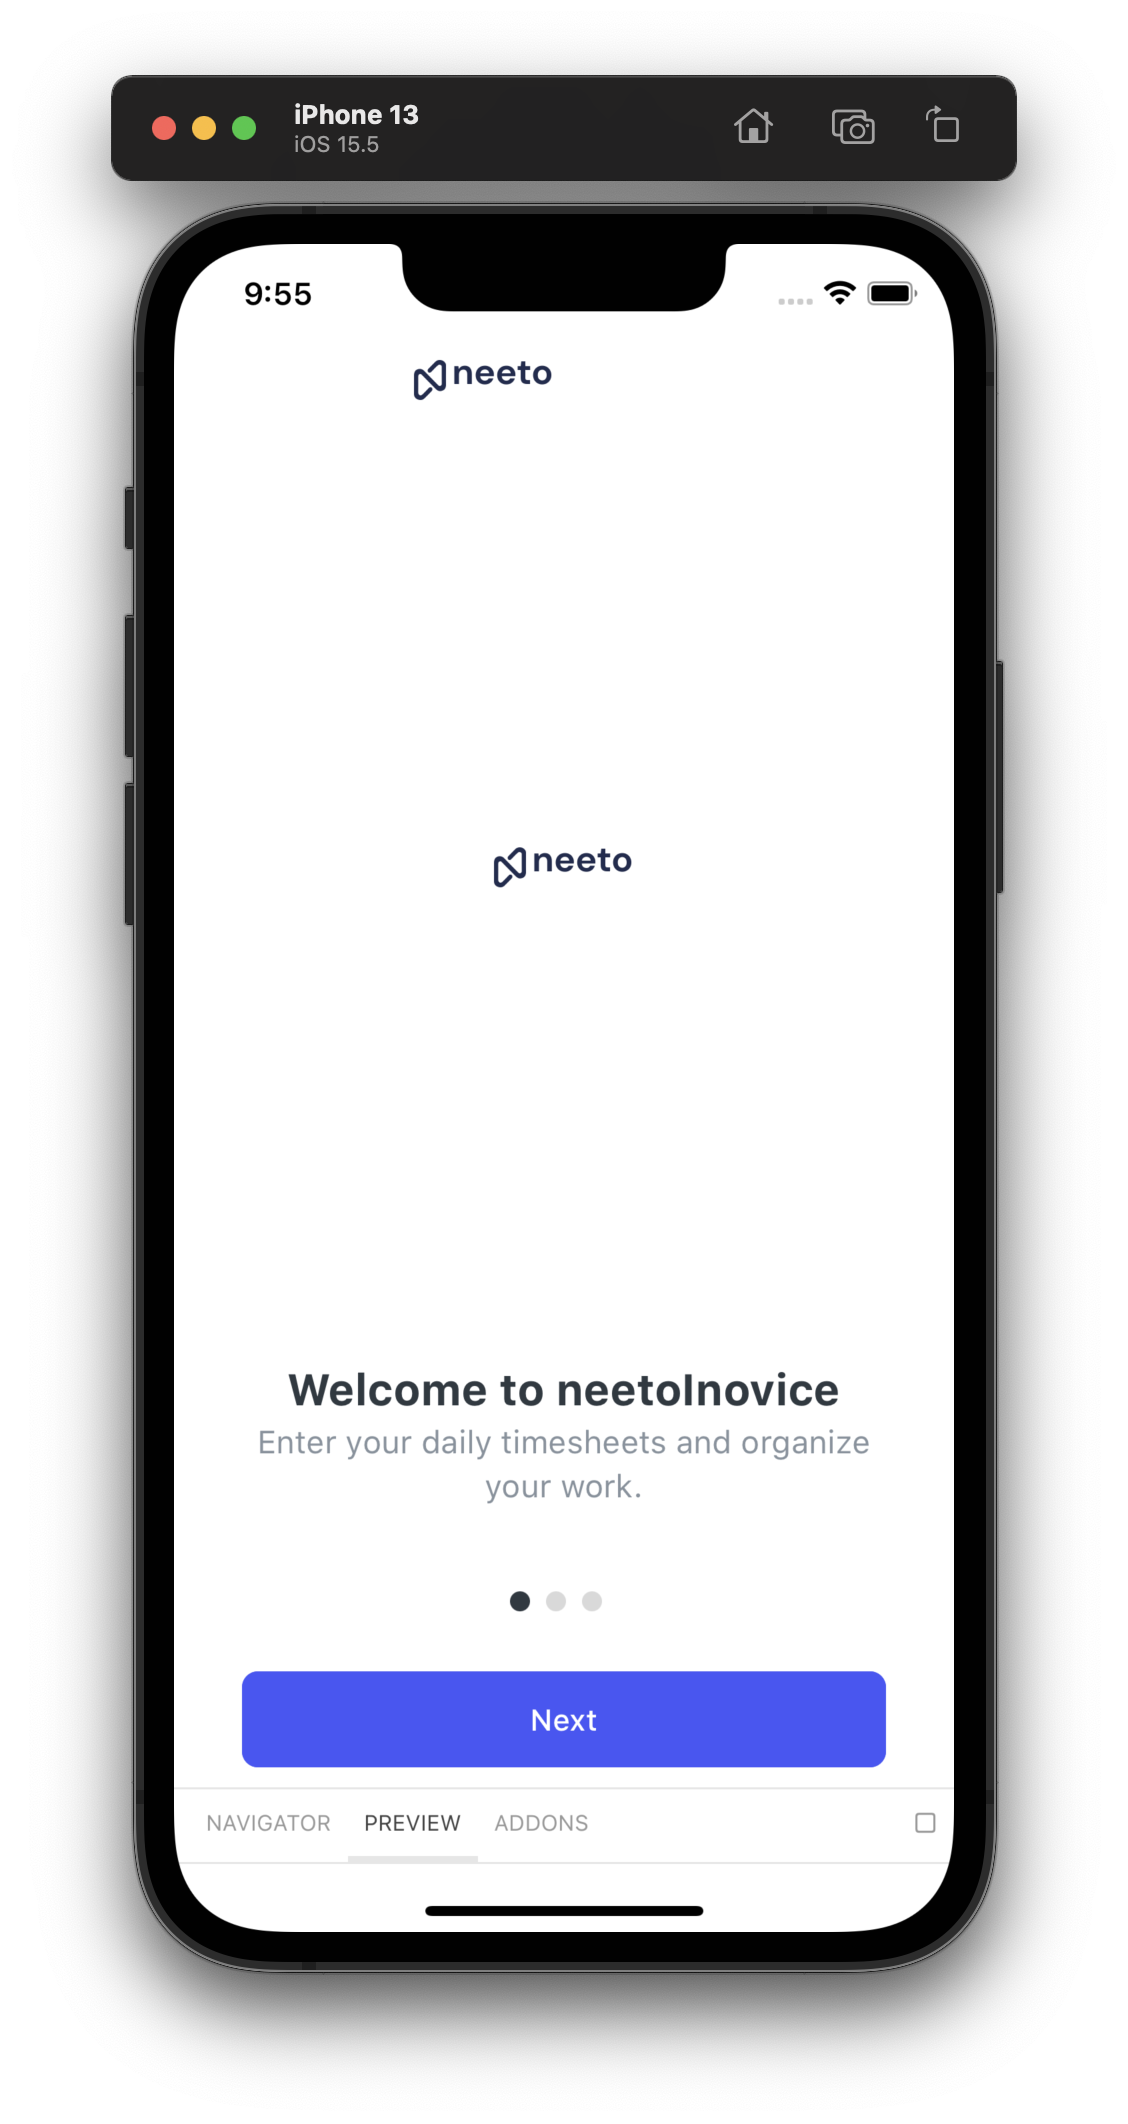 iPhone 13
iOS 15.5
9:55
neeto
neeto
Welcome to neetoInovice
Enter your daily timesheets and organize
your work.
Next
NAVIGATOR PREVIEW ADDONS